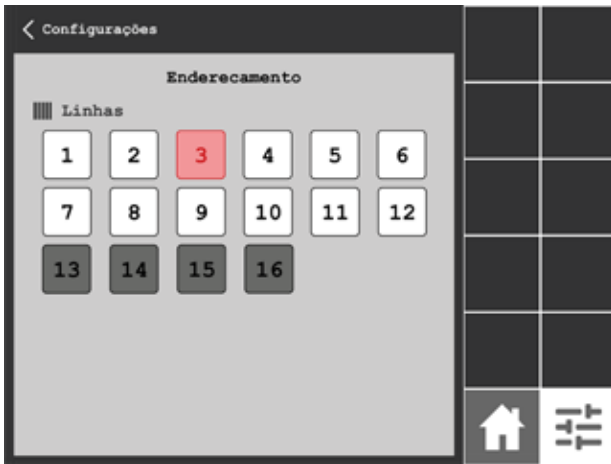 Configurações
Enderecamento
Linhas
1 2 3 4 5 6
7 8 9 10 11 12
13 14 15 16